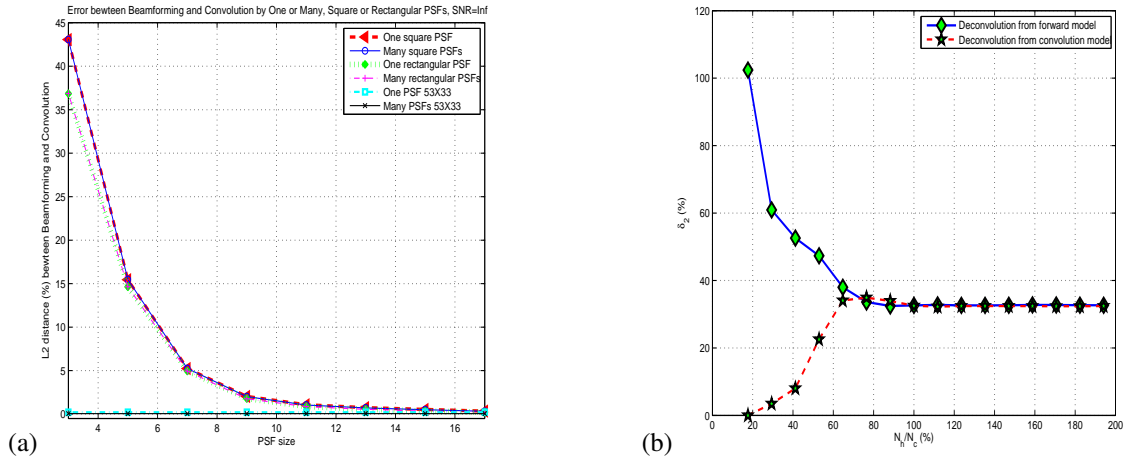 Error bewteen Beamforming and Convolution by One or Many, Square or Rectangular PSFs, SNR=Inf
45
40
35
30
25
20
15
10
5
0
L2 distance (%) bewteen Beamforming and Convolution
One square PSF
Many square PSFs
One rectangular PSF
Many rectangular PSFs
One PSF 53X33
Many PSFs 53X33
4 6 8 10 12 14 16
PSF size
(a)
120
100
80
60
40
20
0
δ_2 (%)
Deconvolution from forward model
Deconvolution from convolution model
0 20 40 60 80 100 120 140 160 180 200
N_h/N_c (%)
(b)